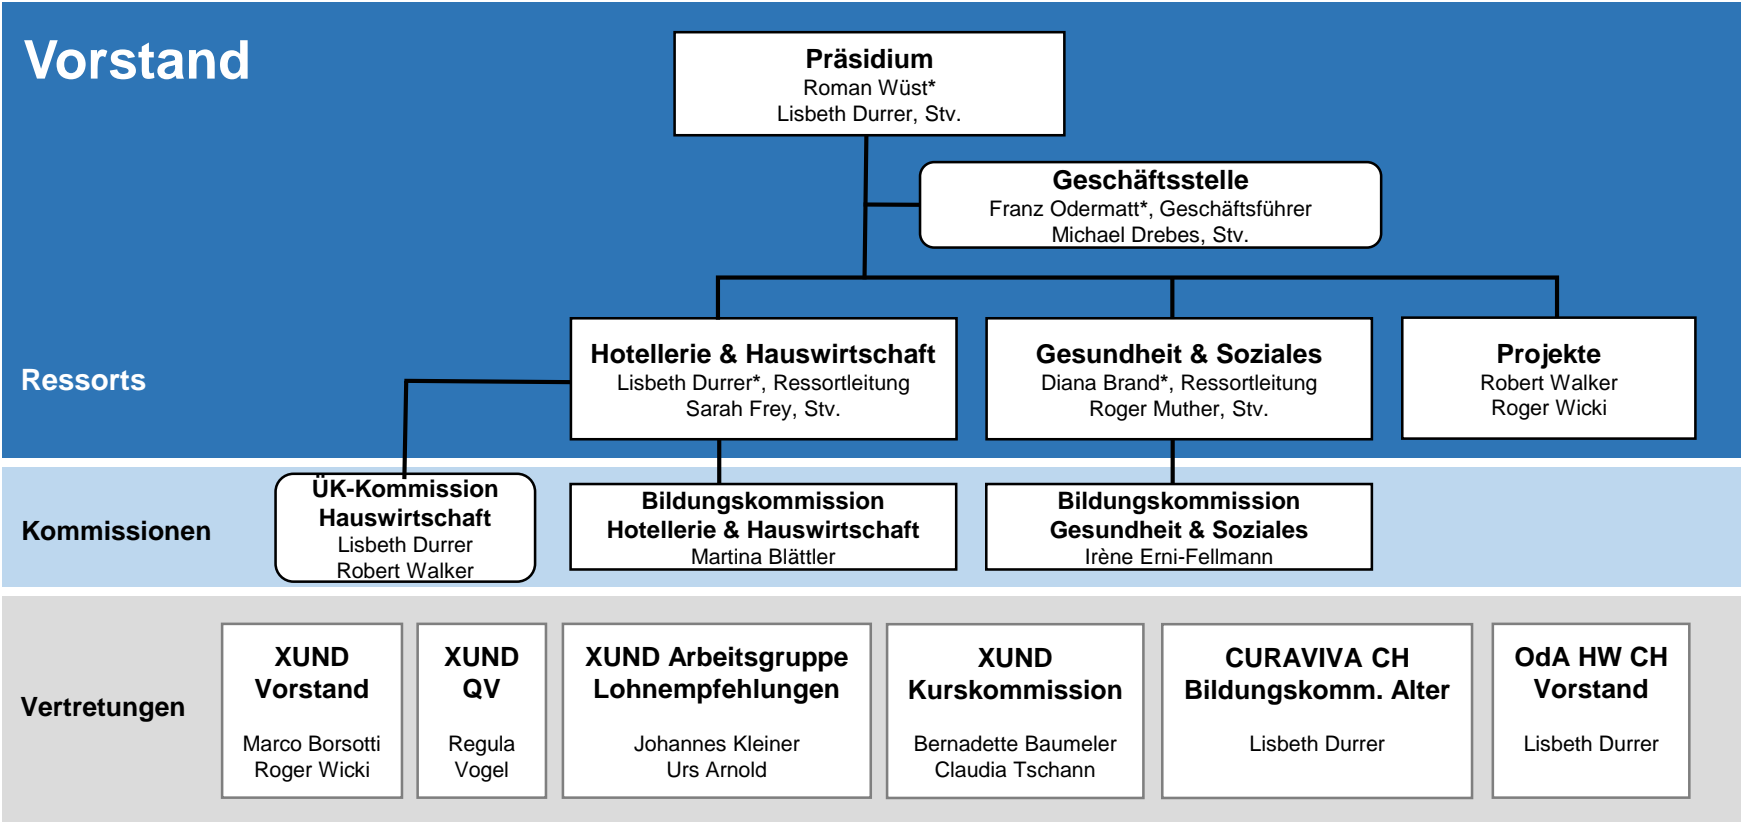 Vorstand
Präsidium
Roman Wüst*
Lisbeth Durrer, Stv.
Geschäftsstelle
Franz Odermatt*, Geschäftsführer
Michael Drebes, Stv.
Ressorts
Hotellerie & Hauswirtschaft
Lisbeth Durrer*, Ressortleitung
Sarah Frey, Stv.
Gesundheit & Soziales
Diana Brand*, Ressortleitung
Roger Muther, Stv.
Projekte
Robert Walker
Roger Wicki
Kommissionen
ÜK-Kommission
Hauswirtschaft
Lisbeth Durrer
Robert Walker
Bildungskommission
Hotellerie & Hauswirtschaft
Martina Blättler
Bildungskommission
Gesundheit & Soziales
Irène Erni-Fellmann
Vertretungen
XUND
Vorstand
Marco Borsotti
Roger Wicki
XUND
QV
Regula
Vogel
XUND Arbeitsgruppe
Lohnempfehlungen
Johannes Kleiner
Urs Arnold
XUND
Kurskommission
Bernadette Baumeler
Claudia Tschann
CURAVIVA CH
Bildungskomm. Alter
Lisbeth Durrer
OdA HW CH
Vorstand
Lisbeth Durrer